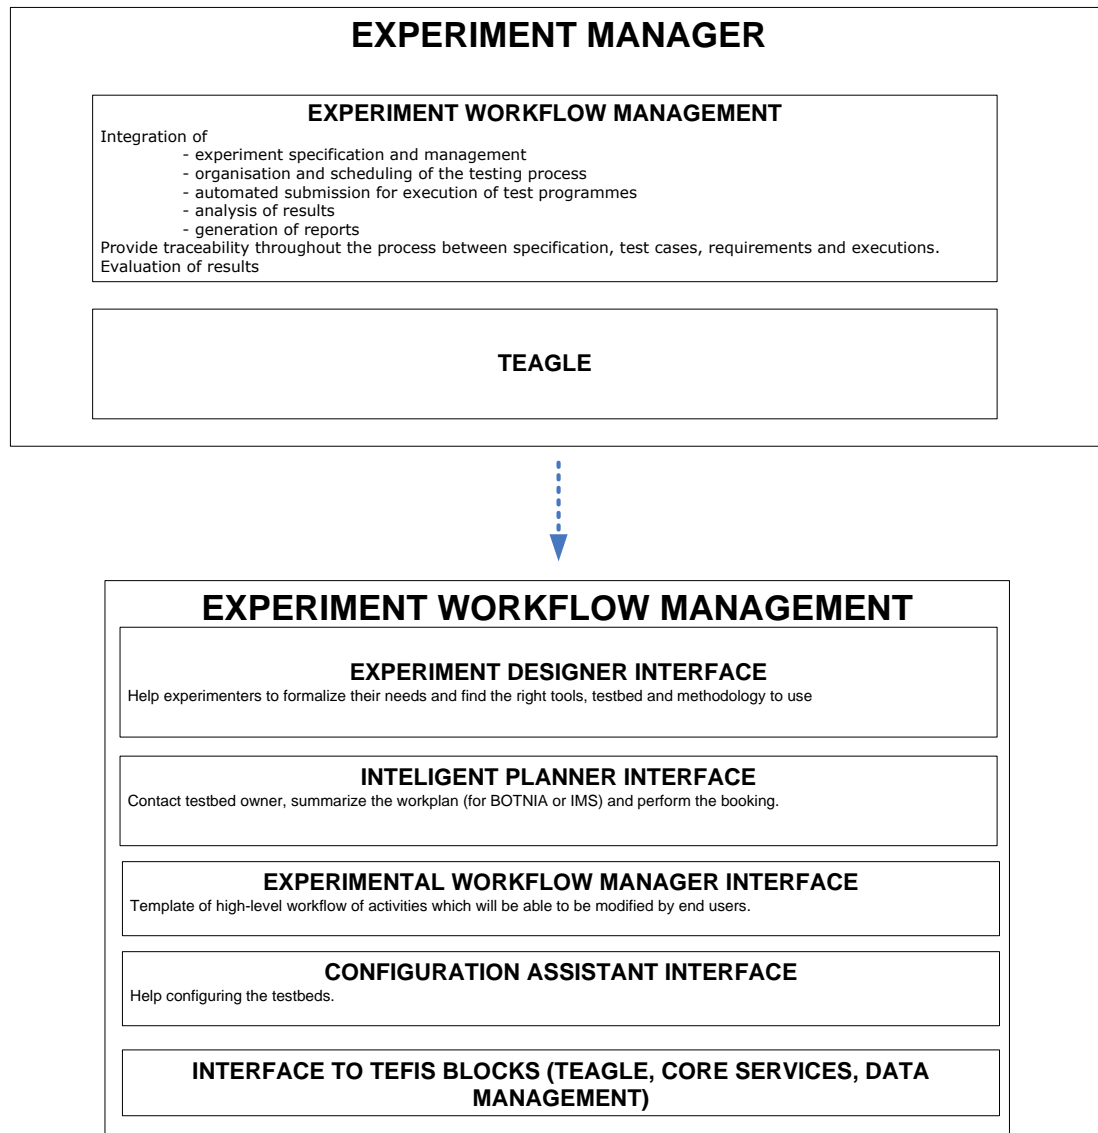 EXPERIMENT MANAGER
EXPERIMENT WORKFLOW MANAGEMENT
Integration of
- experiment specification and management
- organisation and scheduling of the testing process
- automated submission for execution of test programmes
- analysis of results
- generation of reports
Provide traceability throughout the process between specification, test cases, requirements and executions.
Evaluation of results
TEAGLE
EXPERIMENT WORKFLOW MANAGEMENT
EXPERIMENT DESIGNER INTERFACE
Help experimenters to formalize their needs and find the right tools, testbed and methodology to use
INTELIGENT PLANNER INTERFACE
Contact testbed owner, summarize the workplan (for BOTNIA or IMS) and perform the booking.
EXPERIMENTAL WORKFLOW MANAGER INTERFACE
Template of high-level workflow of activities which will be able to be modified by end users.
CONFIGURATION ASSISTANT INTERFACE
Help configuring the testbeds.
INTERFACE TO TEFIS BLOCKS (TEAGLE, CORE SERVICES, DATA
MANAGEMENT)